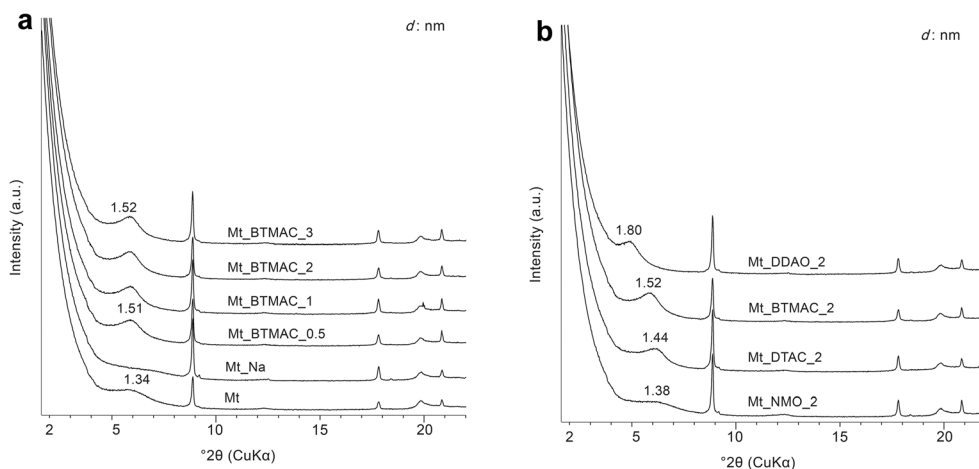 a
d: nm
1.52
Mt_BTMAC_3
Mt_BTMAC_2
Mt_BTMAC_1
1.51
Mt_BTMAC_0.5
Mt_Na
1.34
Mt
Intensity (a.u.)
2 5 10 15 20
°2θ (CuKα)
b
d: nm
1.80
Mt_DDAO_2
1.52
Mt_BTMAC_2
1.44
Mt_DTAC_2
1.38
Mt_NMO_2
Intensity (a.u.)
2 5 10 15 20
°2θ (CuKα)